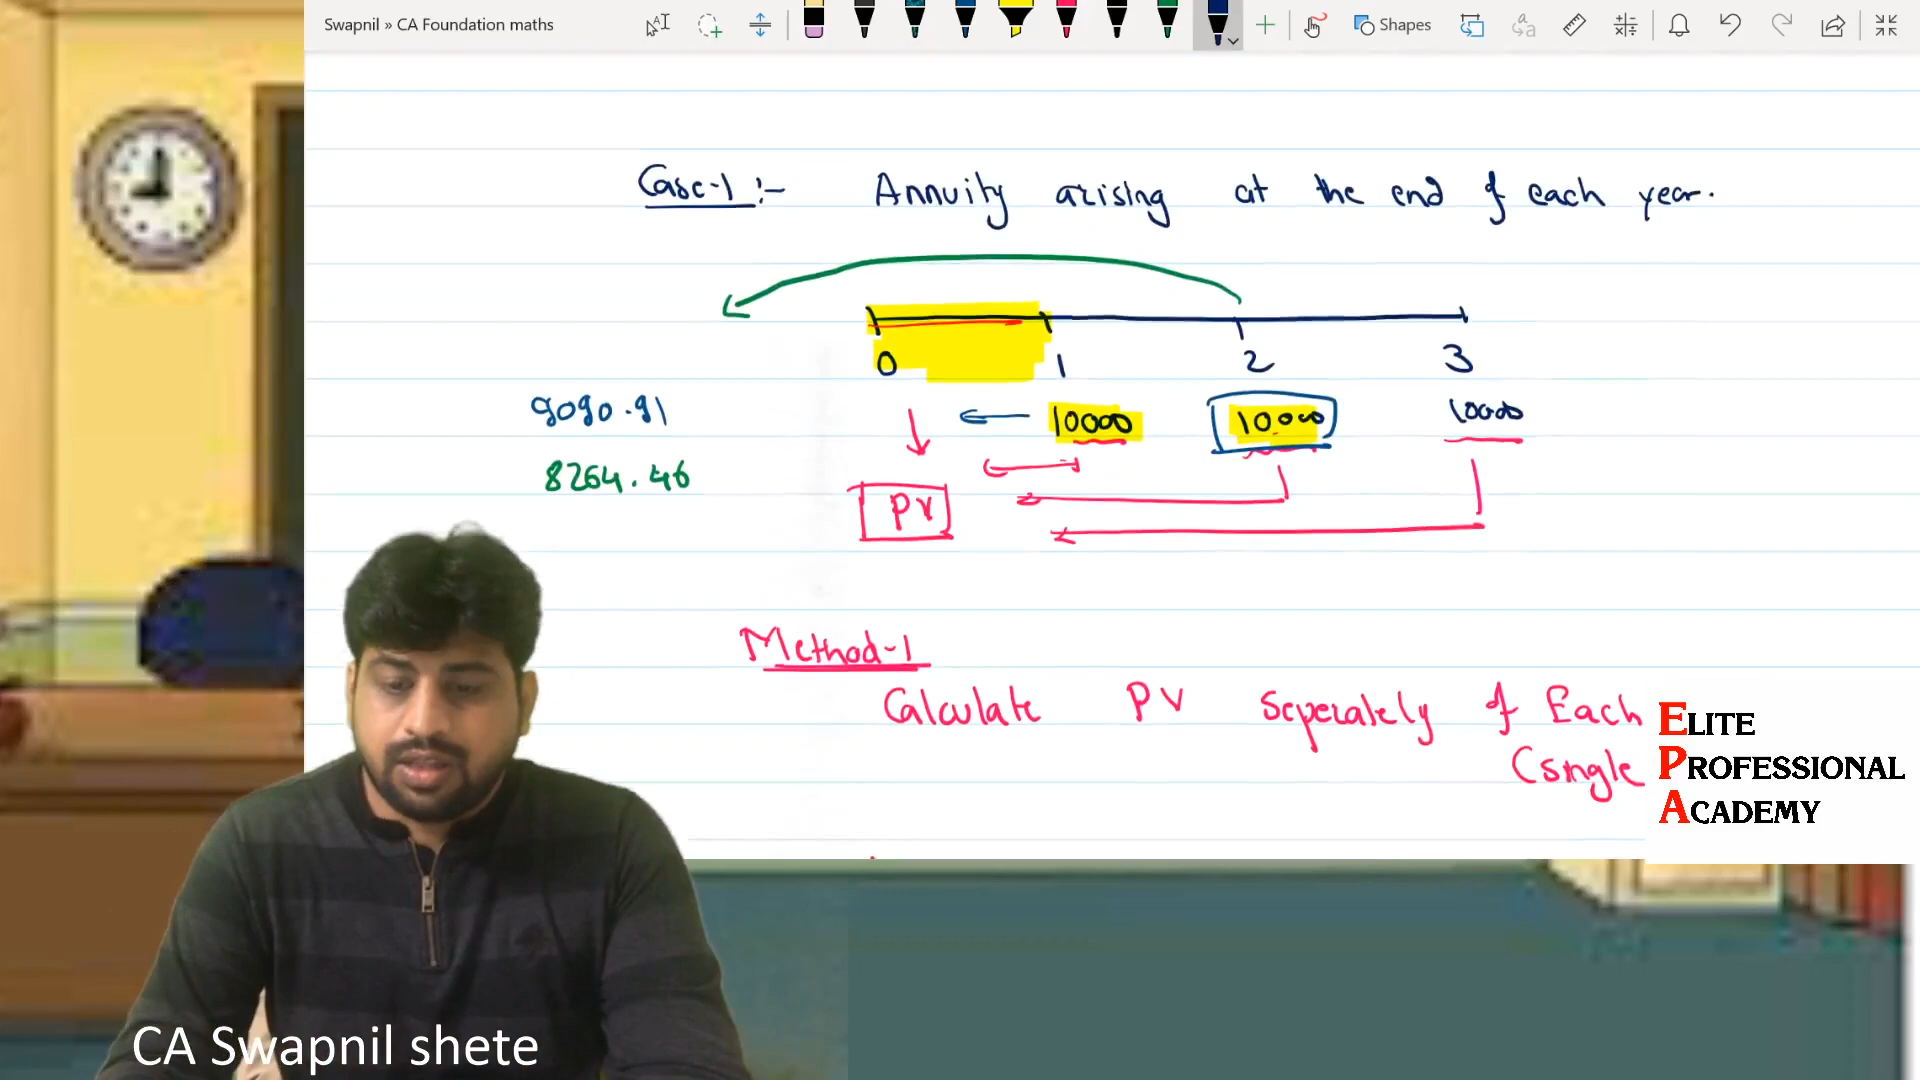 Swapnil » CA Foundation maths
Shapes
Case-1 :- Annuity arising at the end of each year.
0 1 2 3
9090.91 10000 10000 10000
8264.46
PV
Method-1
Calculate PV Seperately of Each
(single
ELITE
PROFESSIONAL
ACADEMY
CA Swapnil shete